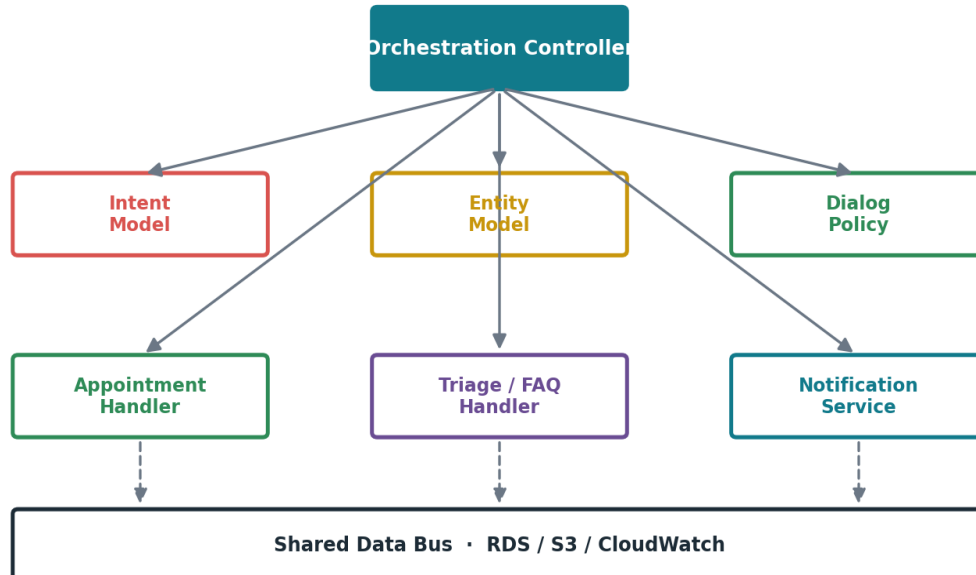 Orchestration Controller
Intent
Model
Entity
Model
Dialog
Policy
Appointment
Handler
Triage / FAQ
Handler
Notification
Service
Shared Data Bus · RDS / S3 / CloudWatch